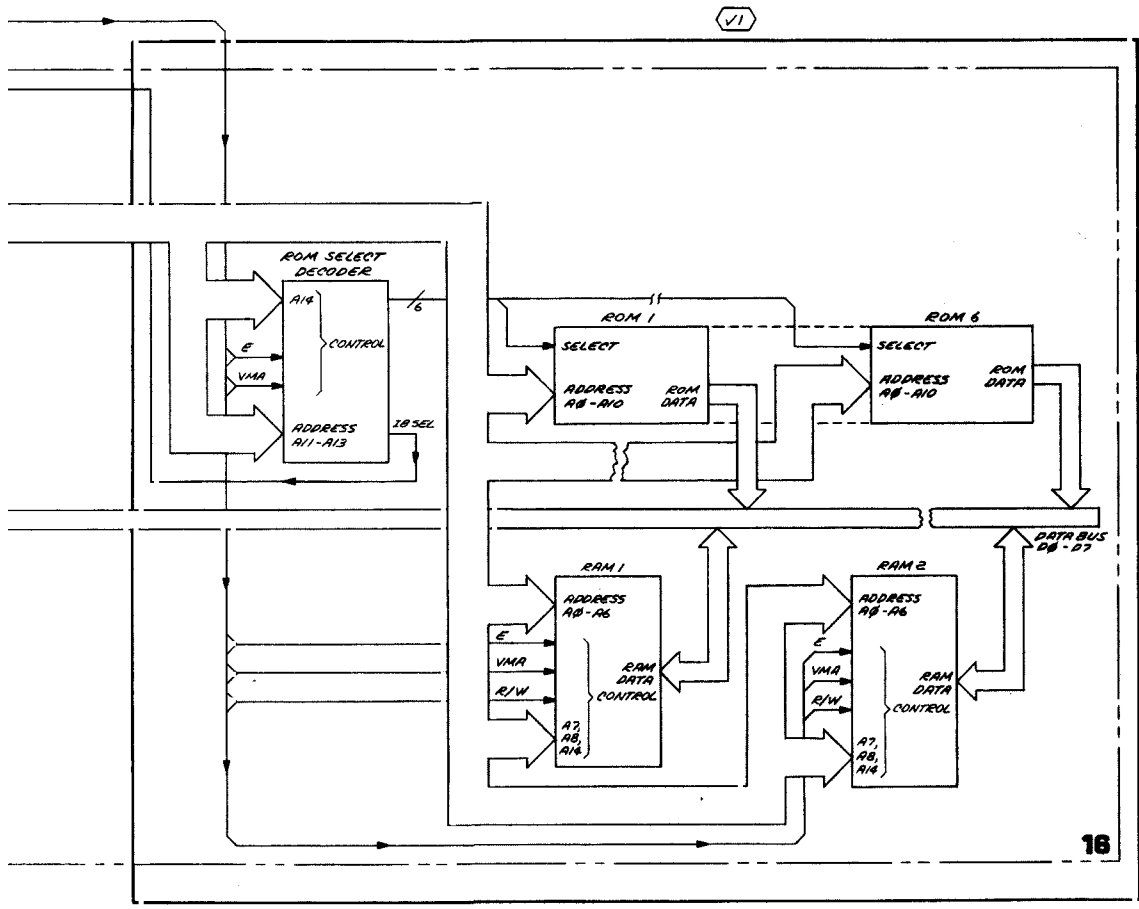 √1
ROM SELECT
DECODER
A14
CONTROL
E
VMA
ADDRESS
A11-A13
6
IB SEL
ROM 1
SELECT
ADDRESS
AØ-A10
ROM
DATA
ROM 6
SELECT
ADDRESS
AØ-A10
ROM
DATA
DATA BUS
DØ-D7
RAM 1
ADDRESS
AØ-A6
E
VMA
R/W
RAM
DATA
CONTROL
A7,
A8,
A14
RAM 2
ADDRESS
AØ-A6
E
VMA
R/W
RAM
DATA
CONTROL
A7,
A8,
A14
16